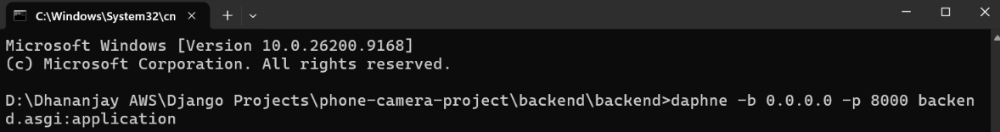 C:\Windows\System32\cn
Microsoft Windows [Version 10.0.26200.9168]
(c) Microsoft Corporation. All rights reserved.
D:\Dhananjay AWS\Django Projects\phone-camera-project\backend\backend>daphne -b 0.0.0.0 -p 8000 backen
d.asgi:application